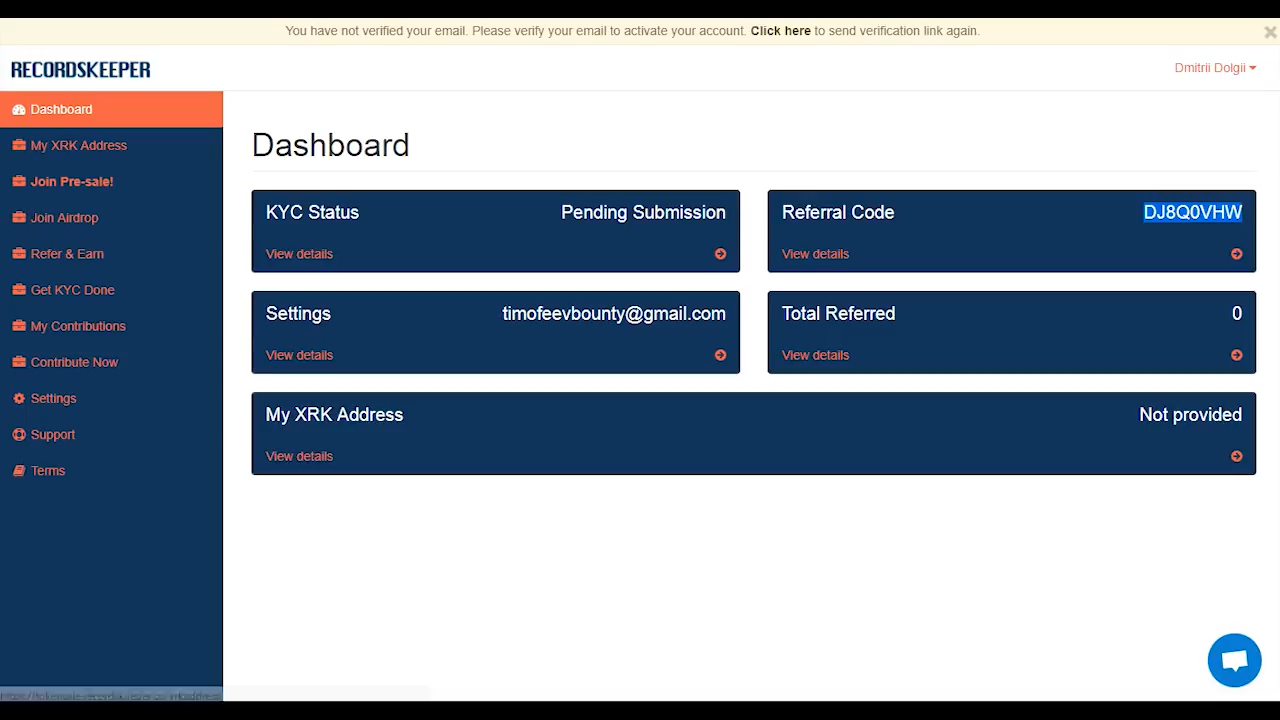 You have not verified your email. Please verify your email to activate your account. Click here to send verification link again.
RECORDSKEEPER
Dmitrii Dolgii
Dashboard
My XRK Address
Join Pre-sale!
Join Airdrop
Refer & Earn
Get KYC Done
My Contributions
Contribute Now
Settings
Support
Terms
Dashboard
KYC Status Pending Submission
View details
Referral Code DJ8Q0VHW
View details
Settings timofeevbounty@gmail.com
View details
Total Referred 0
View details
My XRK Address Not provided
View details